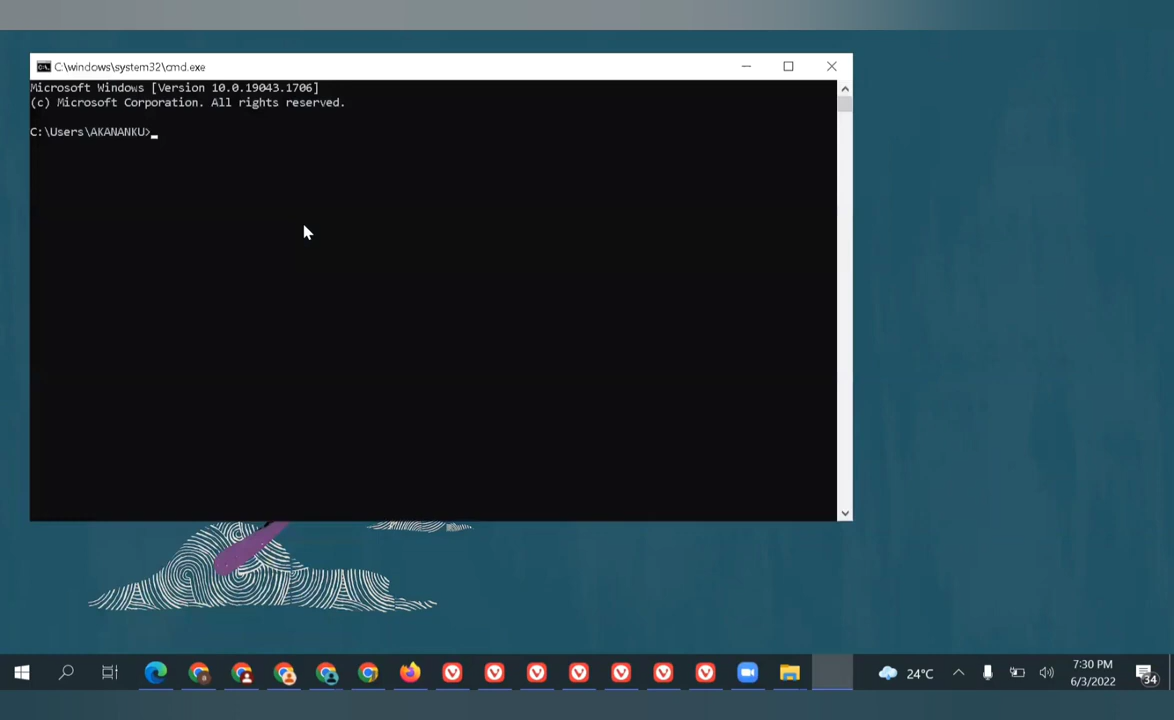 C:\windows\system32\cmd.exe
Microsoft Windows [Version 10.0.19043.1706]
(c) Microsoft Corporation. All rights reserved.
C:\Users\AKANANKU>
24°C
7:30 PM
6/3/2022
34